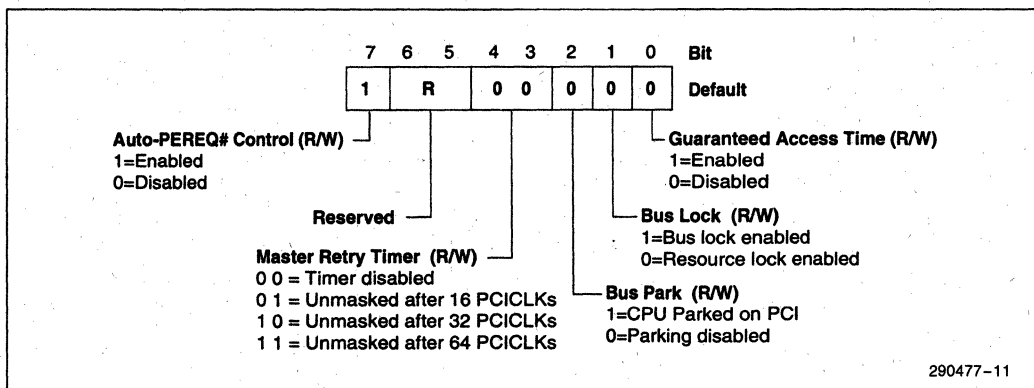 7 6 5 4 3 2 1 0 Bit
1 R 0 0 0 0 0 Default
Auto-PEREQ# Control (R/W)
1=Enabled
0=Disabled
Reserved
Master Retry Timer (R/W)
0 0 = Timer disabled
0 1 = Unmasked after 16 PCICLKs
1 0 = Unmasked after 32 PCICLKs
1 1 = Unmasked after 64 PCICLKs
Guaranteed Access Time (R/W)
1=Enabled
0=Disabled
Bus Lock (R/W)
1=Bus lock enabled
0=Resource lock enabled
Bus Park (R/W)
1=CPU Parked on PCI
0=Parking disabled
290477-11